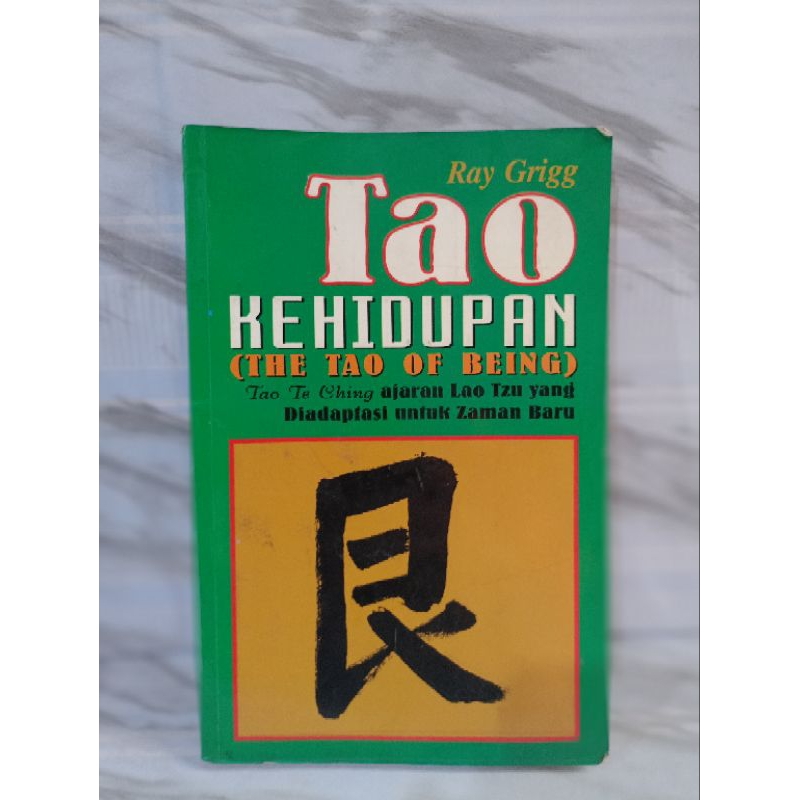 Ray Grigg
Tao
KEHIDUPAN
(THE TAO OF BEING)
Tao Te Ching ajaran Lao Tzu yang
Diadaptasi untuk Zaman Baru
艮